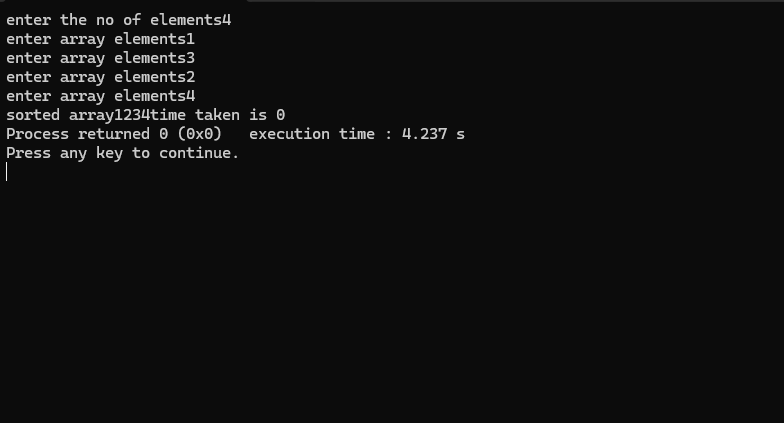 enter the no of elements4
enter array elements1
enter array elements3
enter array elements2
enter array elements4
sorted array1234time taken is 0
Process returned 0 (0x0)   execution time : 4.237 s
Press any key to continue.